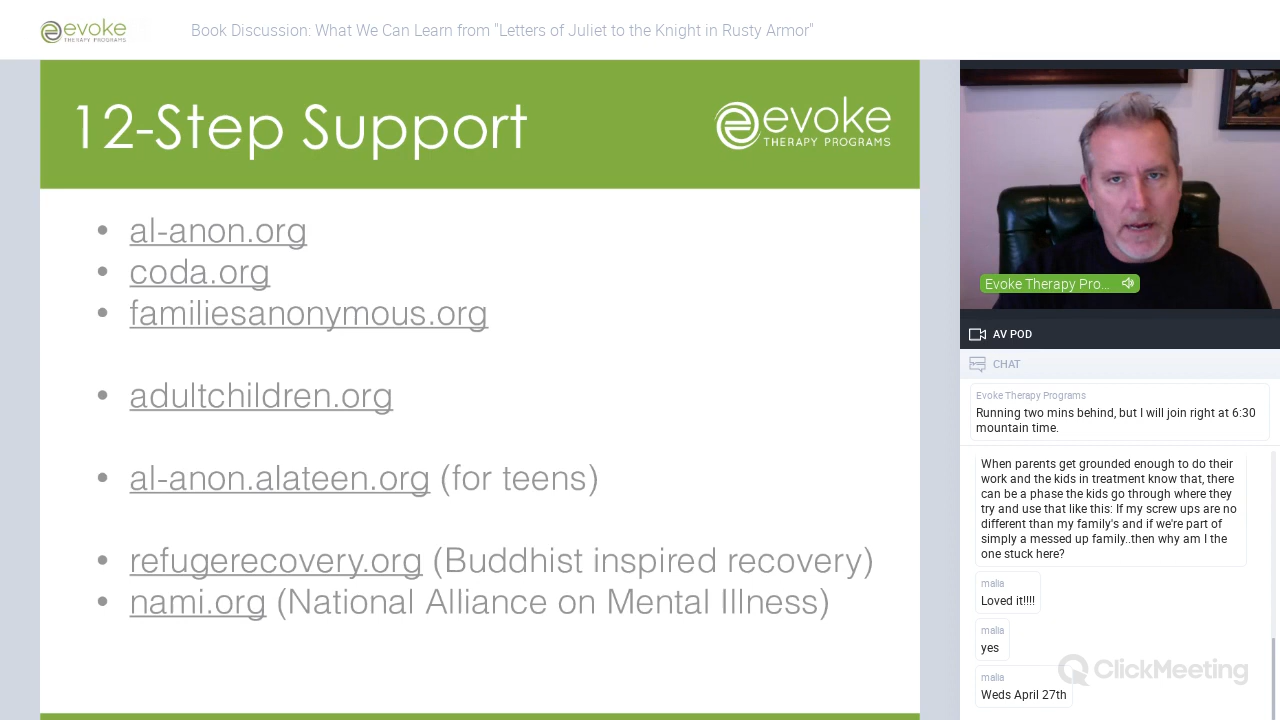 evoke
THERAPY PROGRAMS
Book Discussion: What We Can Learn from "Letters of Juliet to the Knight in Rusty Armor"
12-Step Support
evoke
THERAPY PROGRAMS
• al-anon.org
• coda.org
• familiesanonymous.org
• adultchildren.org
• al-anon.alateen.org (for teens)
• refugerecovery.org (Buddhist inspired recovery)
• nami.org (National Alliance on Mental Illness)
Evoke Therapy Pro...
AV POD
CHAT
Evoke Therapy Programs
Running two mins behind, but I will join right at 6:30
mountain time.
When parents get grounded enough to do their
work and the kids in treatment know that, there
can be a phase the kids go through where they
try and use that like this: If my screw ups are no
different than my family's and if we're part of
simply a messed up family..then why am I the
one stuck here?
malia
Loved it!!!!
malia
yes
malia
Weds April 27th
ClickMeeting